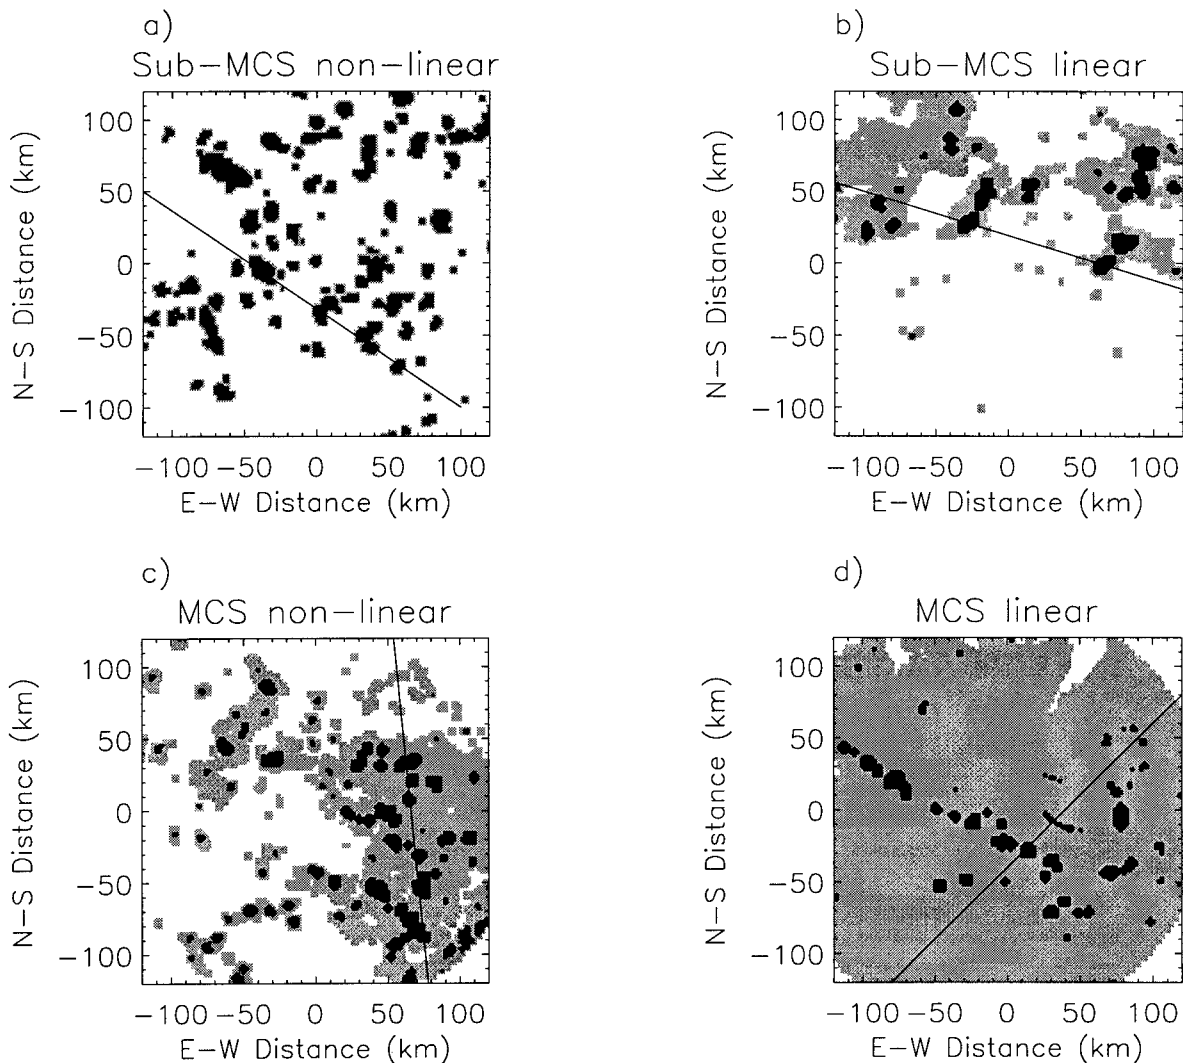 a)
Sub-MCS non-linear
100
50
0
-50
-100
N-S Distance (km)
-100 -50 0 50 100
E-W Distance (km)
b)
Sub-MCS linear
100
50
0
-50
-100
N-S Distance (km)
-100 -50 0 50 100
E-W Distance (km)
c)
MCS non-linear
100
50
0
-50
-100
N-S Distance (km)
-100 -50 0 50 100
E-W Distance (km)
d)
MCS linear
100
50
0
-50
-100
N-S Distance (km)
-100 -50 0 50 100
E-W Distance (km)